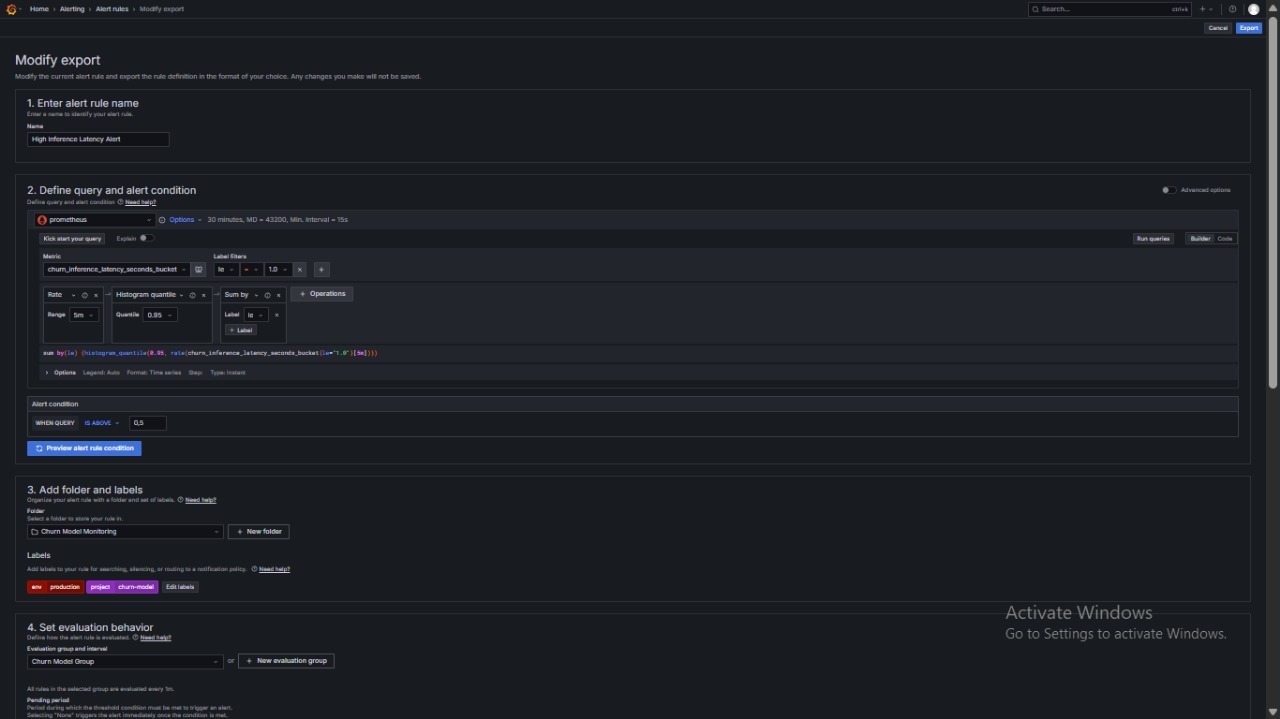 Home › Alerting › Alert rules › Modify export
Search... ctrl+k
Cancel Export
Modify export
Modify the current alert rule and export the rule definition in the format of your choice. Any changes you make will not be saved.
1. Enter alert rule name
Enter a name to identify your alert rule.
Name
High Inference Latency Alert
2. Define query and alert condition
Advanced options
Define query and alert condition Need help?
prometheus Options 30 minutes, MD = 43200, Min. Interval = 15s
Kick start your query Explain Run queries Builder Code
Metric Label filters
churn_inference_latency_seconds_bucket le = 1.0 × +
Rate × Histogram quantile × Sum by × + Operations
Range 5m Quantile 0.95 Label le ×
+ Label
sum by(le) (histogram_quantile(0.95, rate(churn_inference_latency_seconds_bucket{le="1.0"}[5m])))
› Options Legend: Auto Format: Time series Step: Type: Instant
Alert condition
WHEN QUERY IS ABOVE 0,5
Preview alert rule condition
3. Add folder and labels
Organize your alert rule with a folder and set of labels. Need help?
Folder
Select a folder to store your rule in.
Churn Model Monitoring + New folder
Labels
Add labels to your rule for searching, silencing, or routing to a notification policy. Need help?
env production project churn-model Edit labels
4. Set evaluation behavior
Define how the alert rule is evaluated. Need help?
Evaluation group and interval
Churn Model Group or + New evaluation group
All rules in the selected group are evaluated every 1m.
Pending period
Period during which the threshold condition must be met to trigger an alert.
Selecting "None" triggers the alert immediately once the condition is met.
Activate Windows
Go to Settings to activate Windows.